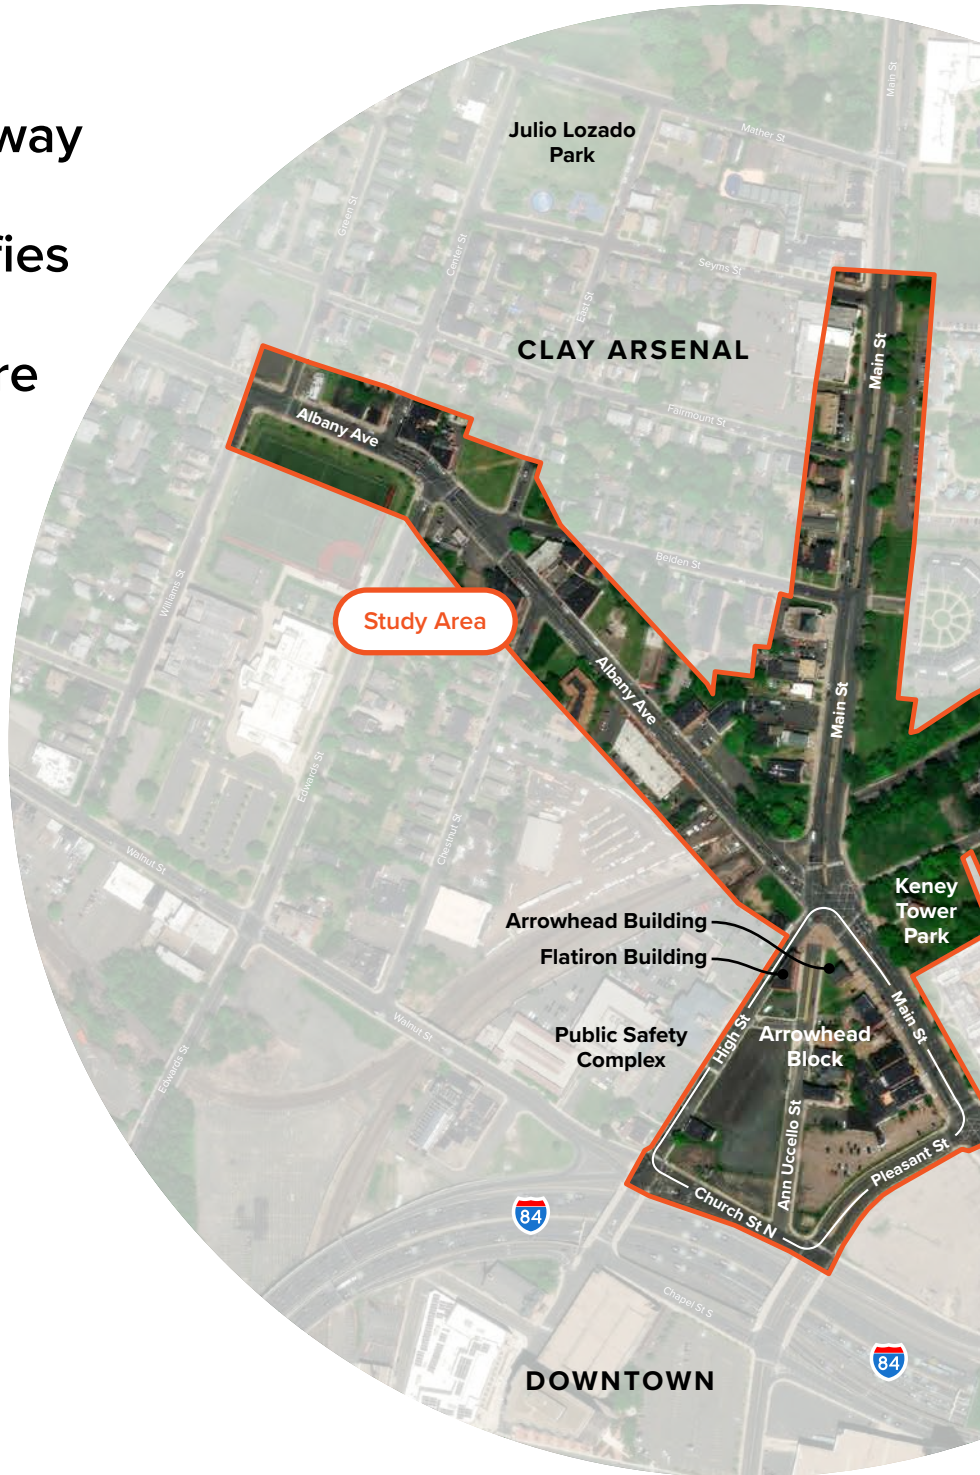 way
fies
re
Main St
Julio Lozado
Park
Mather St
Green St
Center St
Seyms St
East St
CLAY ARSENAL
Main St
Albany Ave
Fairmount St
Belden St
Williams St
Study Area
Albany Ave
Main St
Edwards St
Chestnut St
Walnut St
Keney
Tower
Park
Arrowhead Building
Flatiron Building
Main St
High St
Public Safety
Complex
Arrowhead
Block
Walnut St
Edwards St
Ann Uccello St
Pleasant St
Church St N
84
Chapel St S
84
DOWNTOWN